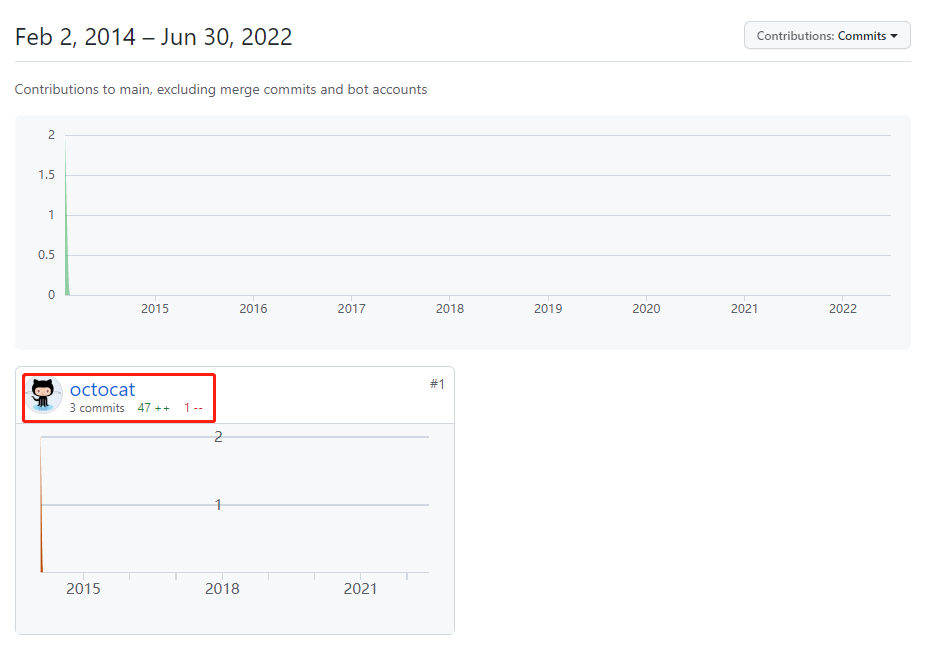 Feb 2, 2014 – Jun 30, 2022
Contributions: Commits
Contributions to main, excluding merge commits and bot accounts
2
1.5
1
0.5
0
2015 2016 2017 2018 2019 2020 2021 2022
octocat #1
3 commits 47 ++ 1 --
2
1
2015 2018 2021